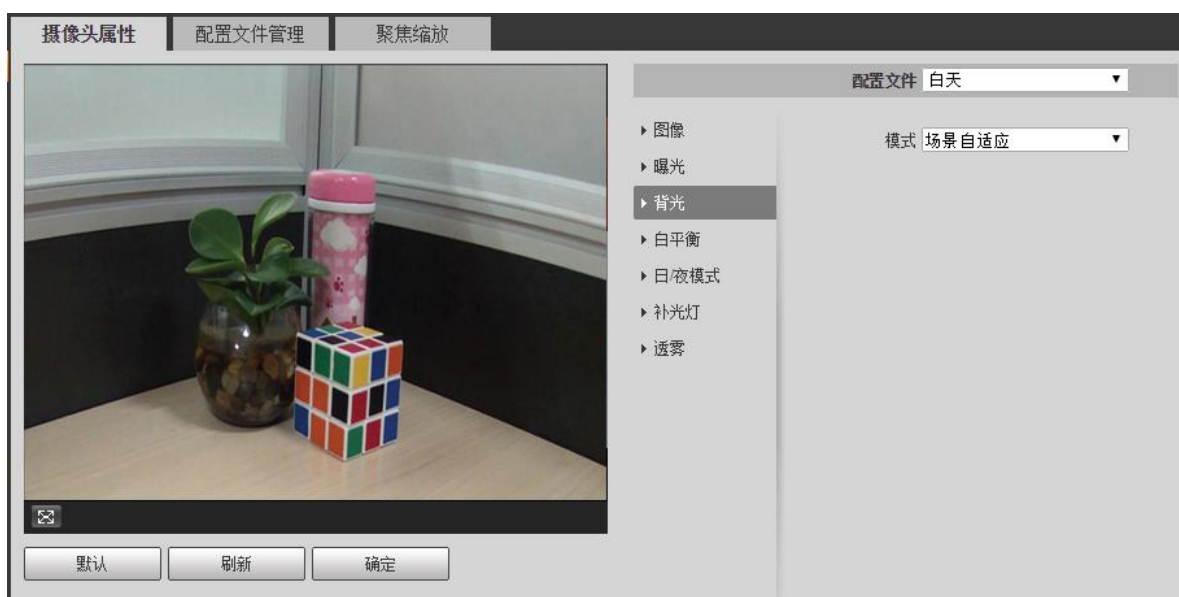 摄像头属性
配置文件管理
聚焦缩放
配置文件 白天
图像
曝光
背光
白平衡
日/夜模式
补光灯
透雾
模式 场景自适应
默认
刷新
确定